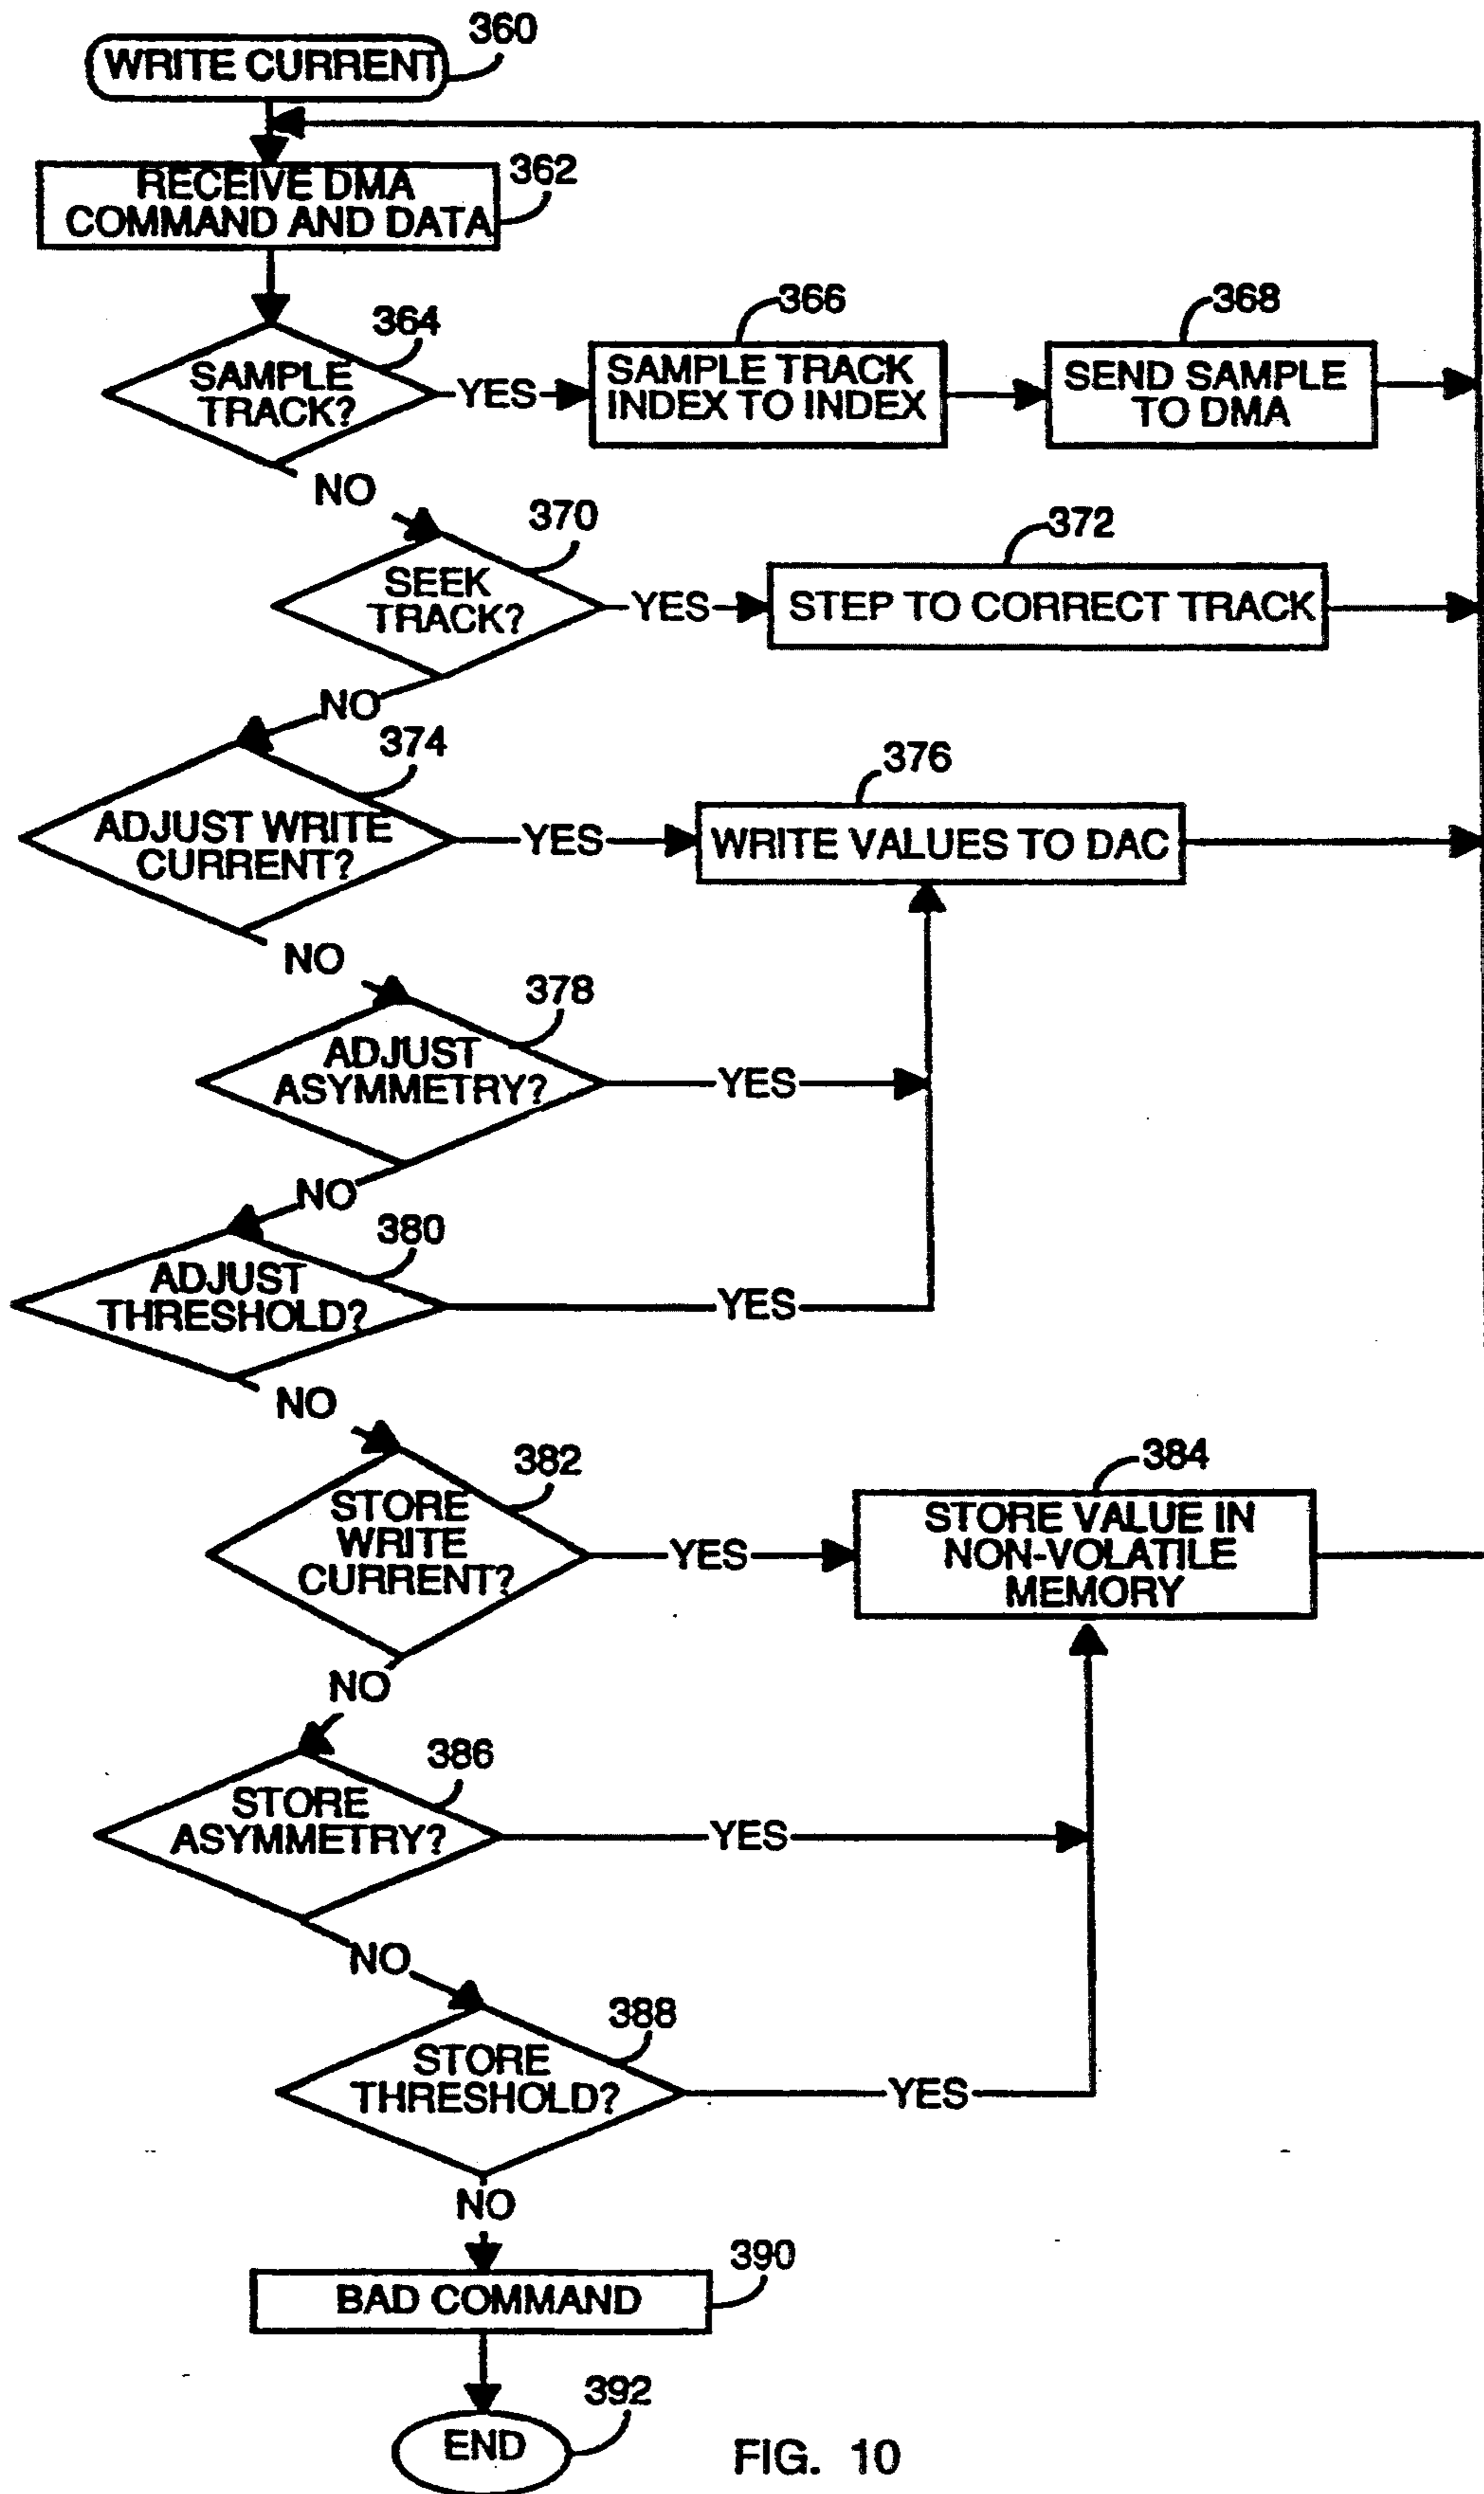 360
WRITE CURRENT
RECEIVE DMA
COMMAND AND DATA
362
364
SAMPLE
TRACK?
YES
366
SAMPLE TRACK
INDEX TO INDEX
368
SEND SAMPLE
TO DMA
NO
370
SEEK
TRACK?
YES
372
STEP TO CORRECT TRACK
NO
374
ADJUST WRITE
CURRENT?
YES
376
WRITE VALUES TO DAC
NO
378
ADJUST
ASYMMETRY?
YES
NO
380
ADJUST
THRESHOLD?
YES
NO
382
STORE
WRITE
CURRENT?
YES
384
STORE VALUE IN
NON-VOLATILE
MEMORY
NO
386
STORE
ASYMMETRY?
YES
NO
388
STORE
THRESHOLD?
YES
NO
390
BAD COMMAND
392
END
FIG. 10